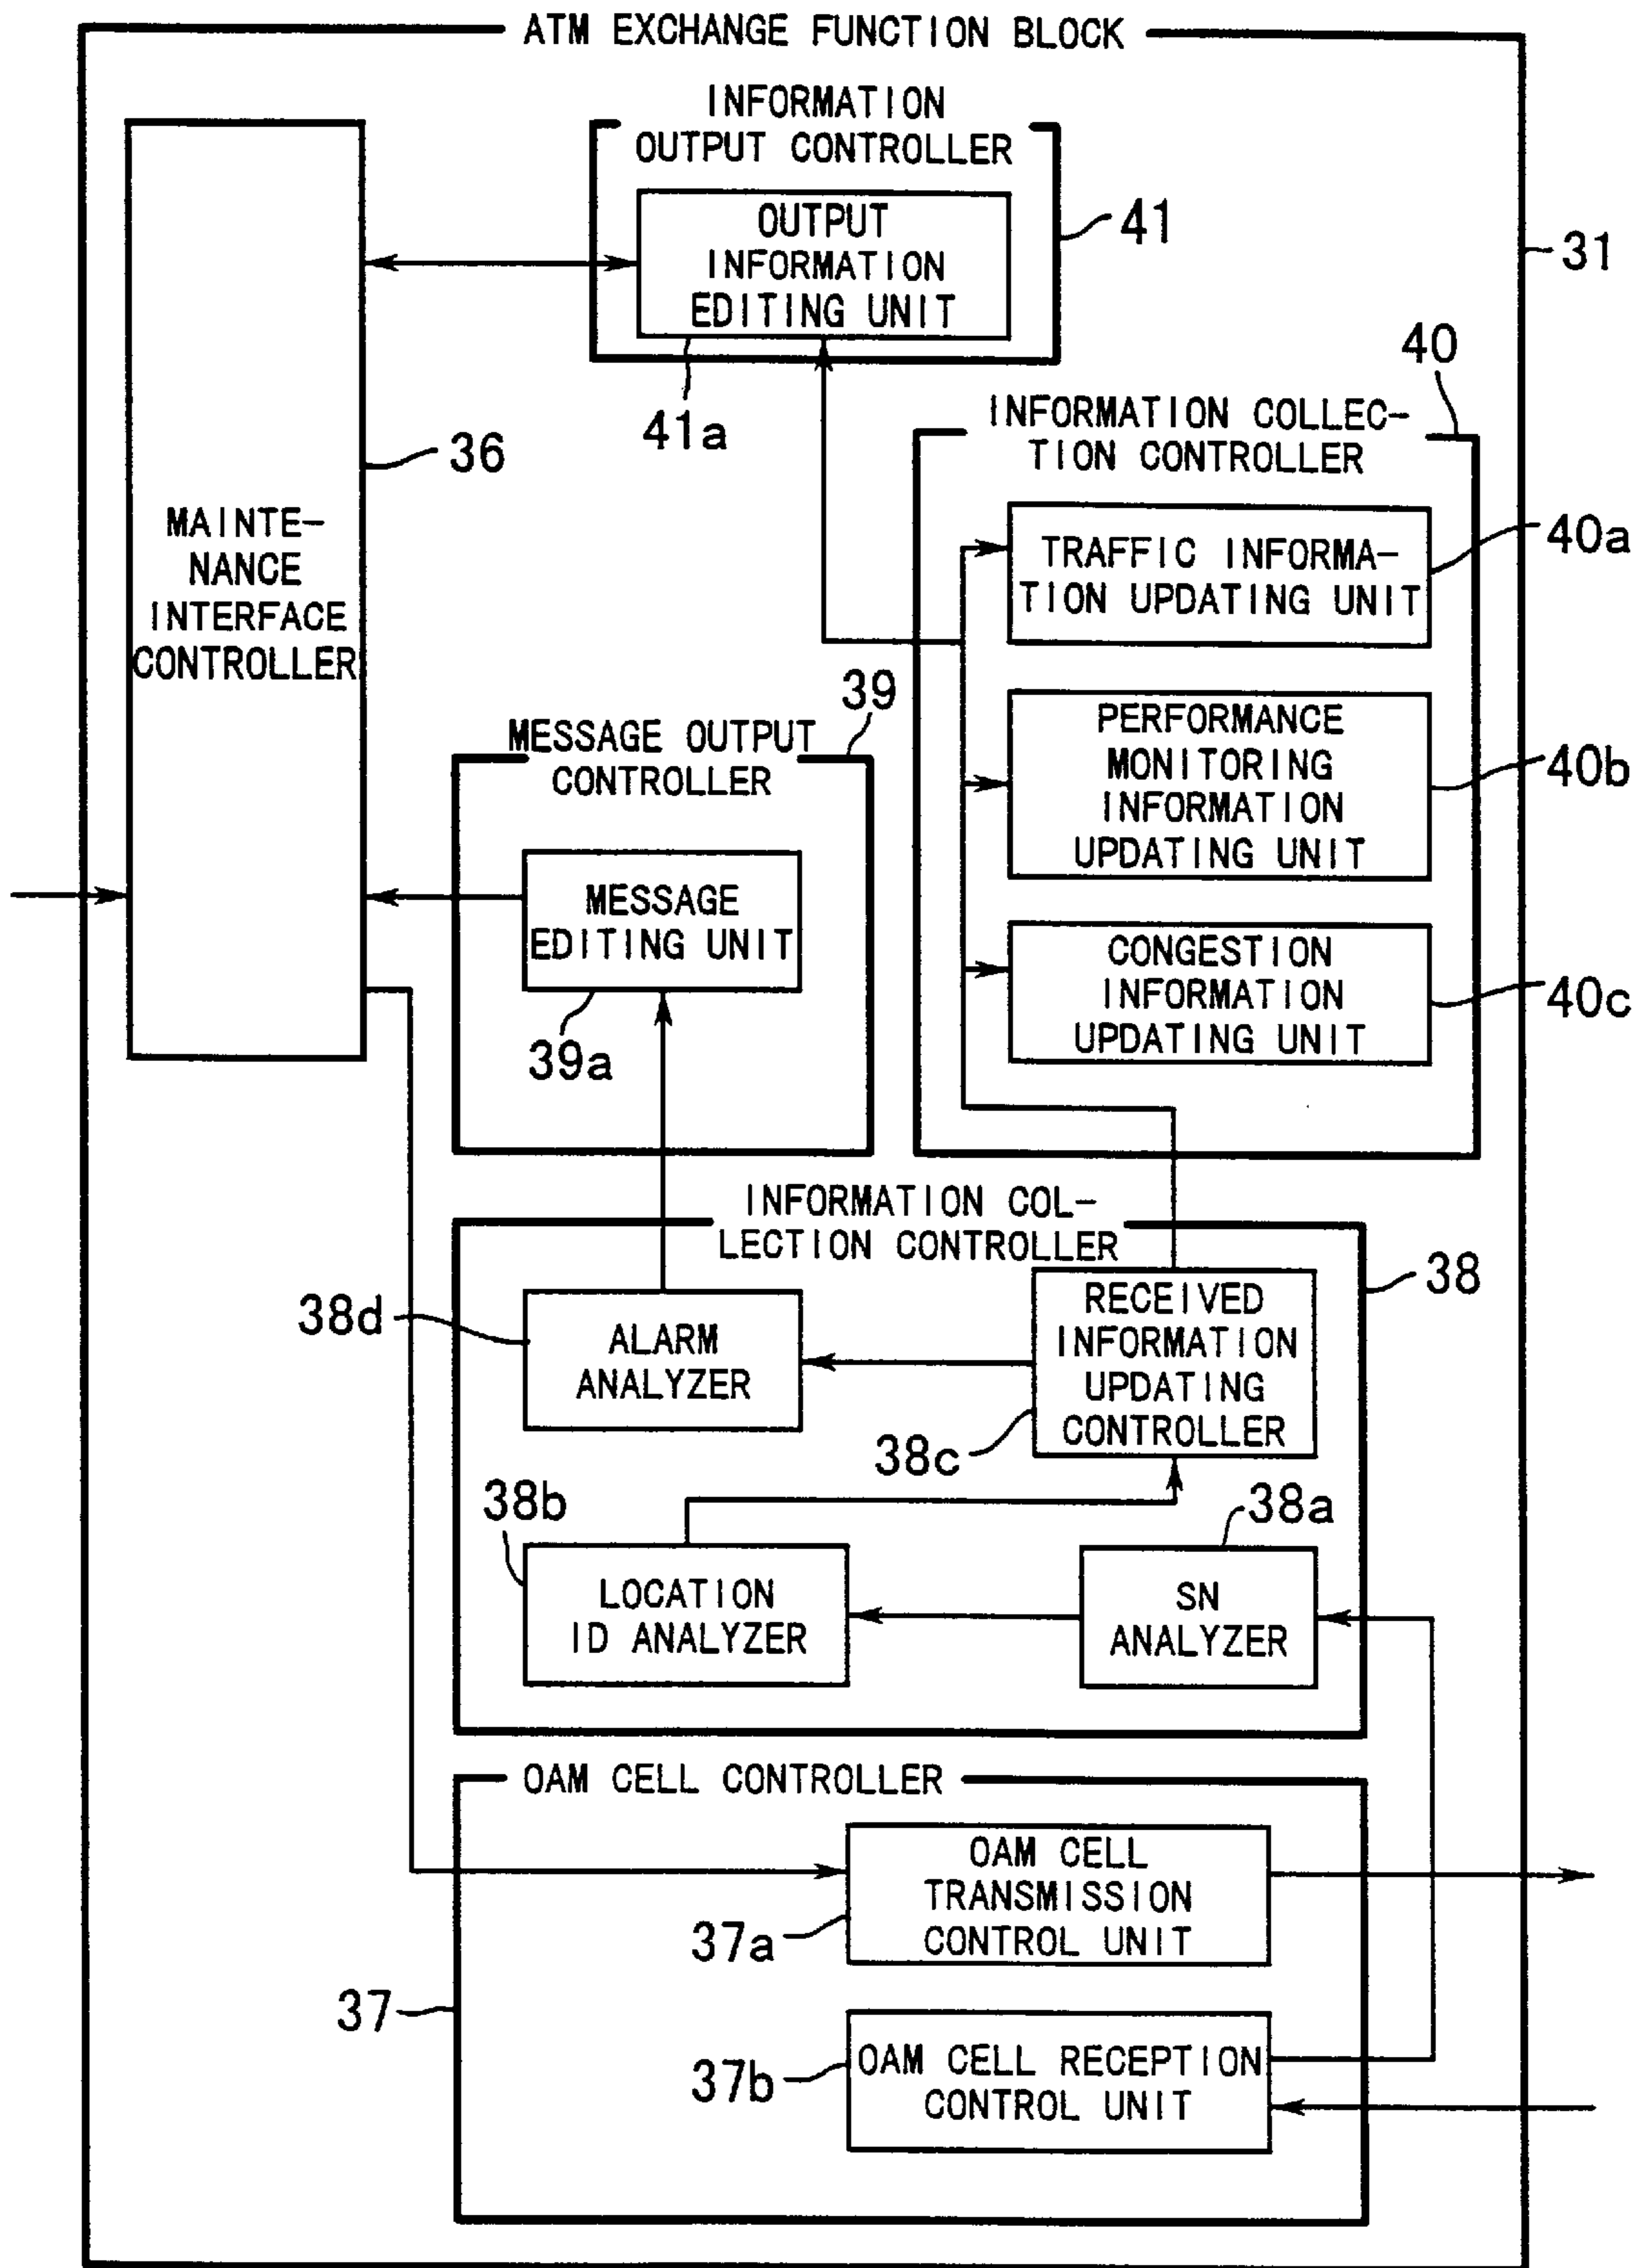 ATM EXCHANGE FUNCTION BLOCK
INFORMATION
OUTPUT CONTROLLER
OUTPUT
INFORMATION
EDITING UNIT
41
41a
31
36
MAINTE-
NANCE
INTERFACE
CONTROLLER
40
INFORMATION COLLEC-
TION CONTROLLER
TRAFFIC INFORMA-
TION UPDATING UNIT
40a
PERFORMANCE
MONITORING
INFORMATION
UPDATING UNIT
40b
CONGESTION
INFORMATION
UPDATING UNIT
40c
39
MESSAGE OUTPUT
CONTROLLER
MESSAGE
EDITING UNIT
39a
INFORMATION COL-
LECTION CONTROLLER
38
38d
ALARM
ANALYZER
RECEIVED
INFORMATION
UPDATING
CONTROLLER
38c
38b
LOCATION
ID ANALYZER
38a
SN
ANALYZER
OAM CELL CONTROLLER
OAM CELL
TRANSMISSION
CONTROL UNIT
37a
37
OAM CELL RECEPTION
CONTROL UNIT
37b